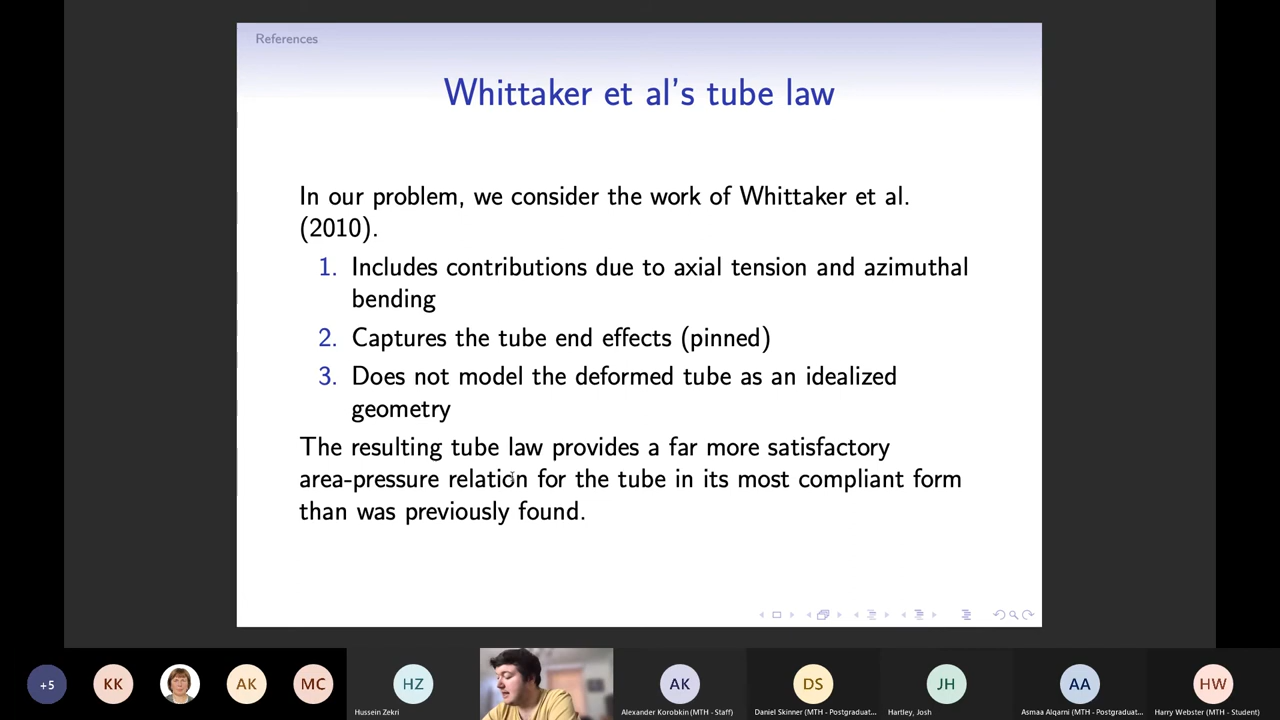 References
Whittaker et al's tube law
In our problem, we consider the work of Whittaker et al.
(2010).
1. Includes contributions due to axial tension and azimuthal
bending
2. Captures the tube end effects (pinned)
3. Does not model the deformed tube as an idealized
geometry
The resulting tube law provides a far more satisfactory
area-pressure relation for the tube in its most compliant form
than was previously found.
+5
KK
AK
MC
HZ
AK
DS
JH
AA
HW
Hussein Zekri
Alexander Korobkin (MTH - Staff)
Daniel Skinner (MTH - Postgraduat...
Hartley, Josh
Asmaa Alqarni (MTH - Postgraduat...
Harry Webster (MTH - Student)